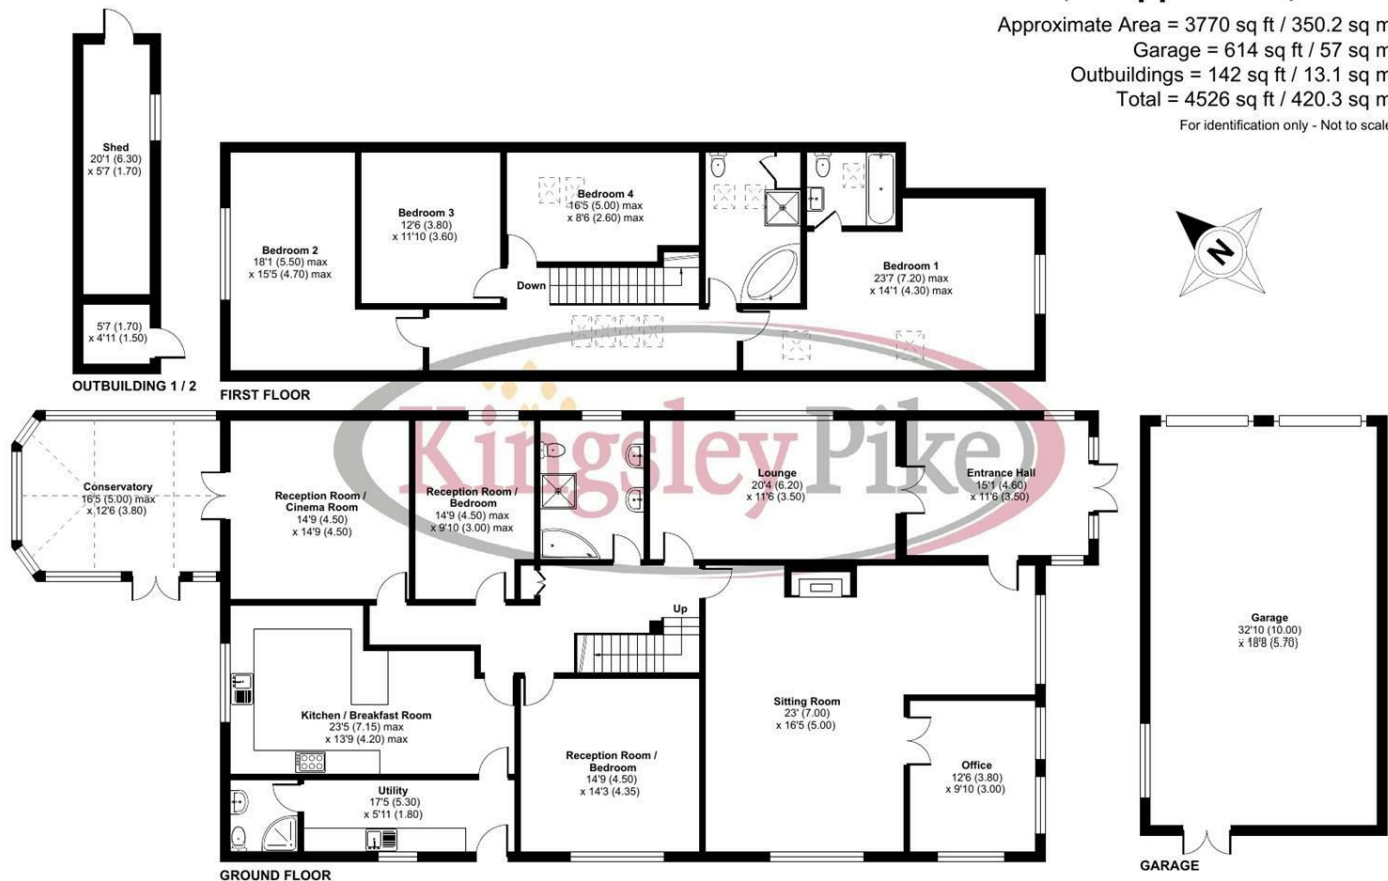 Approximate Area = 3770 sq ft / 350.2 sq m
Garage = 614 sq ft / 57 sq m
Outbuildings = 142 sq ft / 13.1 sq m
Total = 4526 sq ft / 420.3 sq m
For identification only - Not to scale
Shed
20'1 (6.30)
x 5'7 (1.70)
5'7 (1.70)
x 4'11 (1.50)
OUTBUILDING 1 / 2
Bedroom 2
18'1 (5.50) max
x 15'5 (4.70) max
Bedroom 3
12'6 (3.80)
x 11'10 (3.60)
Bedroom 4
16'5 (5.00) max
x 8'6 (2.60) max
Down
Bedroom 1
23'7 (7.20) max
x 14'1 (4.30) max
FIRST FLOOR
N
Kingsley Pike
Conservatory
16'5 (5.00) max
x 12'6 (3.80)
Reception Room /
Cinema Room
14'9 (4.50)
x 14'9 (4.50)
Reception Room /
Bedroom
14'9 (4.50) max
x 9'10 (3.00) max
Lounge
20'4 (6.20)
x 11'6 (3.50)
Entrance Hall
15'1 (4.60)
x 11'6 (3.50)
Up
Kitchen / Breakfast Room
23'5 (7.15) max
x 13'9 (4.20) max
Utility
17'5 (5.30)
x 5'11 (1.80)
Reception Room /
Bedroom
14'9 (4.50)
x 14'3 (4.35)
Sitting Room
23' (7.00)
x 16'5 (5.00)
Office
12'6 (3.80)
x 9'10 (3.00)
GROUND FLOOR
Garage
32'10 (10.00)
x 18'8 (5.70)
GARAGE